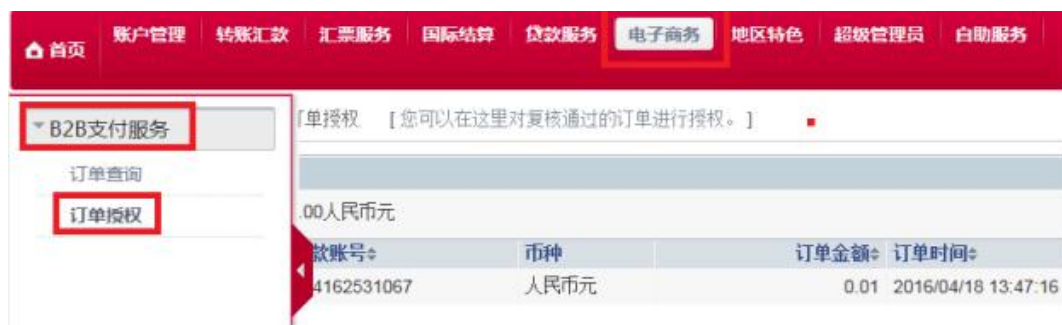 首页 账户管理 转账汇款 汇票服务 国际结算 贷款服务 电子商务 地区特色 超级管理员 自助服务
B2B支付服务
订单查询
订单授权
单授权 [ 您可以在这里对复核通过的订单进行授权。]
.00人民币元
款账号 币种 订单金额 订单时间
4162531067 人民币元 0.01 2016/04/18 13:47:16